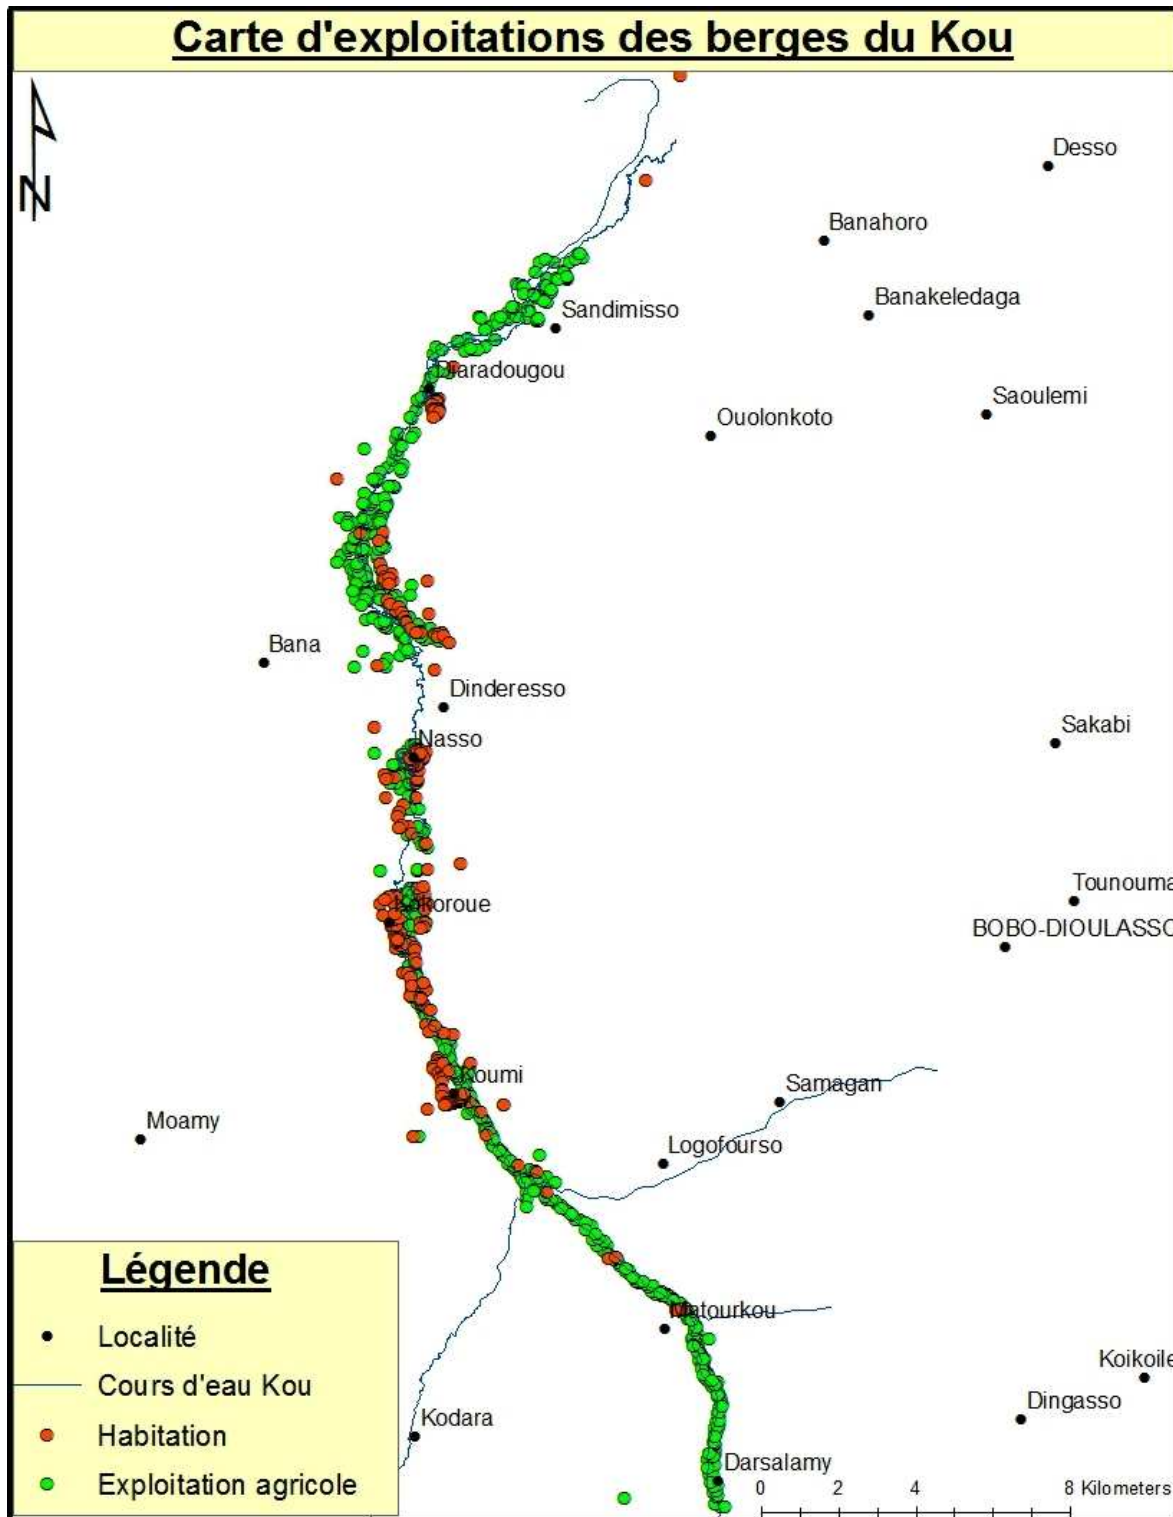 Carte d'exploitations des berges du Kou
N
Desso
Banahoro
Banakeledaga
Sandimisso
Diaradougou
Saoulemi
Ouolonkoto
Bana
Dinderesso
Nasso
Sakabi
Tounouma
Kokoroue
BOBO-DIOULASSO
Koumi
Samagan
Moamy
Logofourso
Matourkou
Koikoile
Dingasso
Kodara
Darsalamy
Légende
Localité
Cours d'eau Kou
Habitation
Exploitation agricole
0 2 4 8 Kilometers